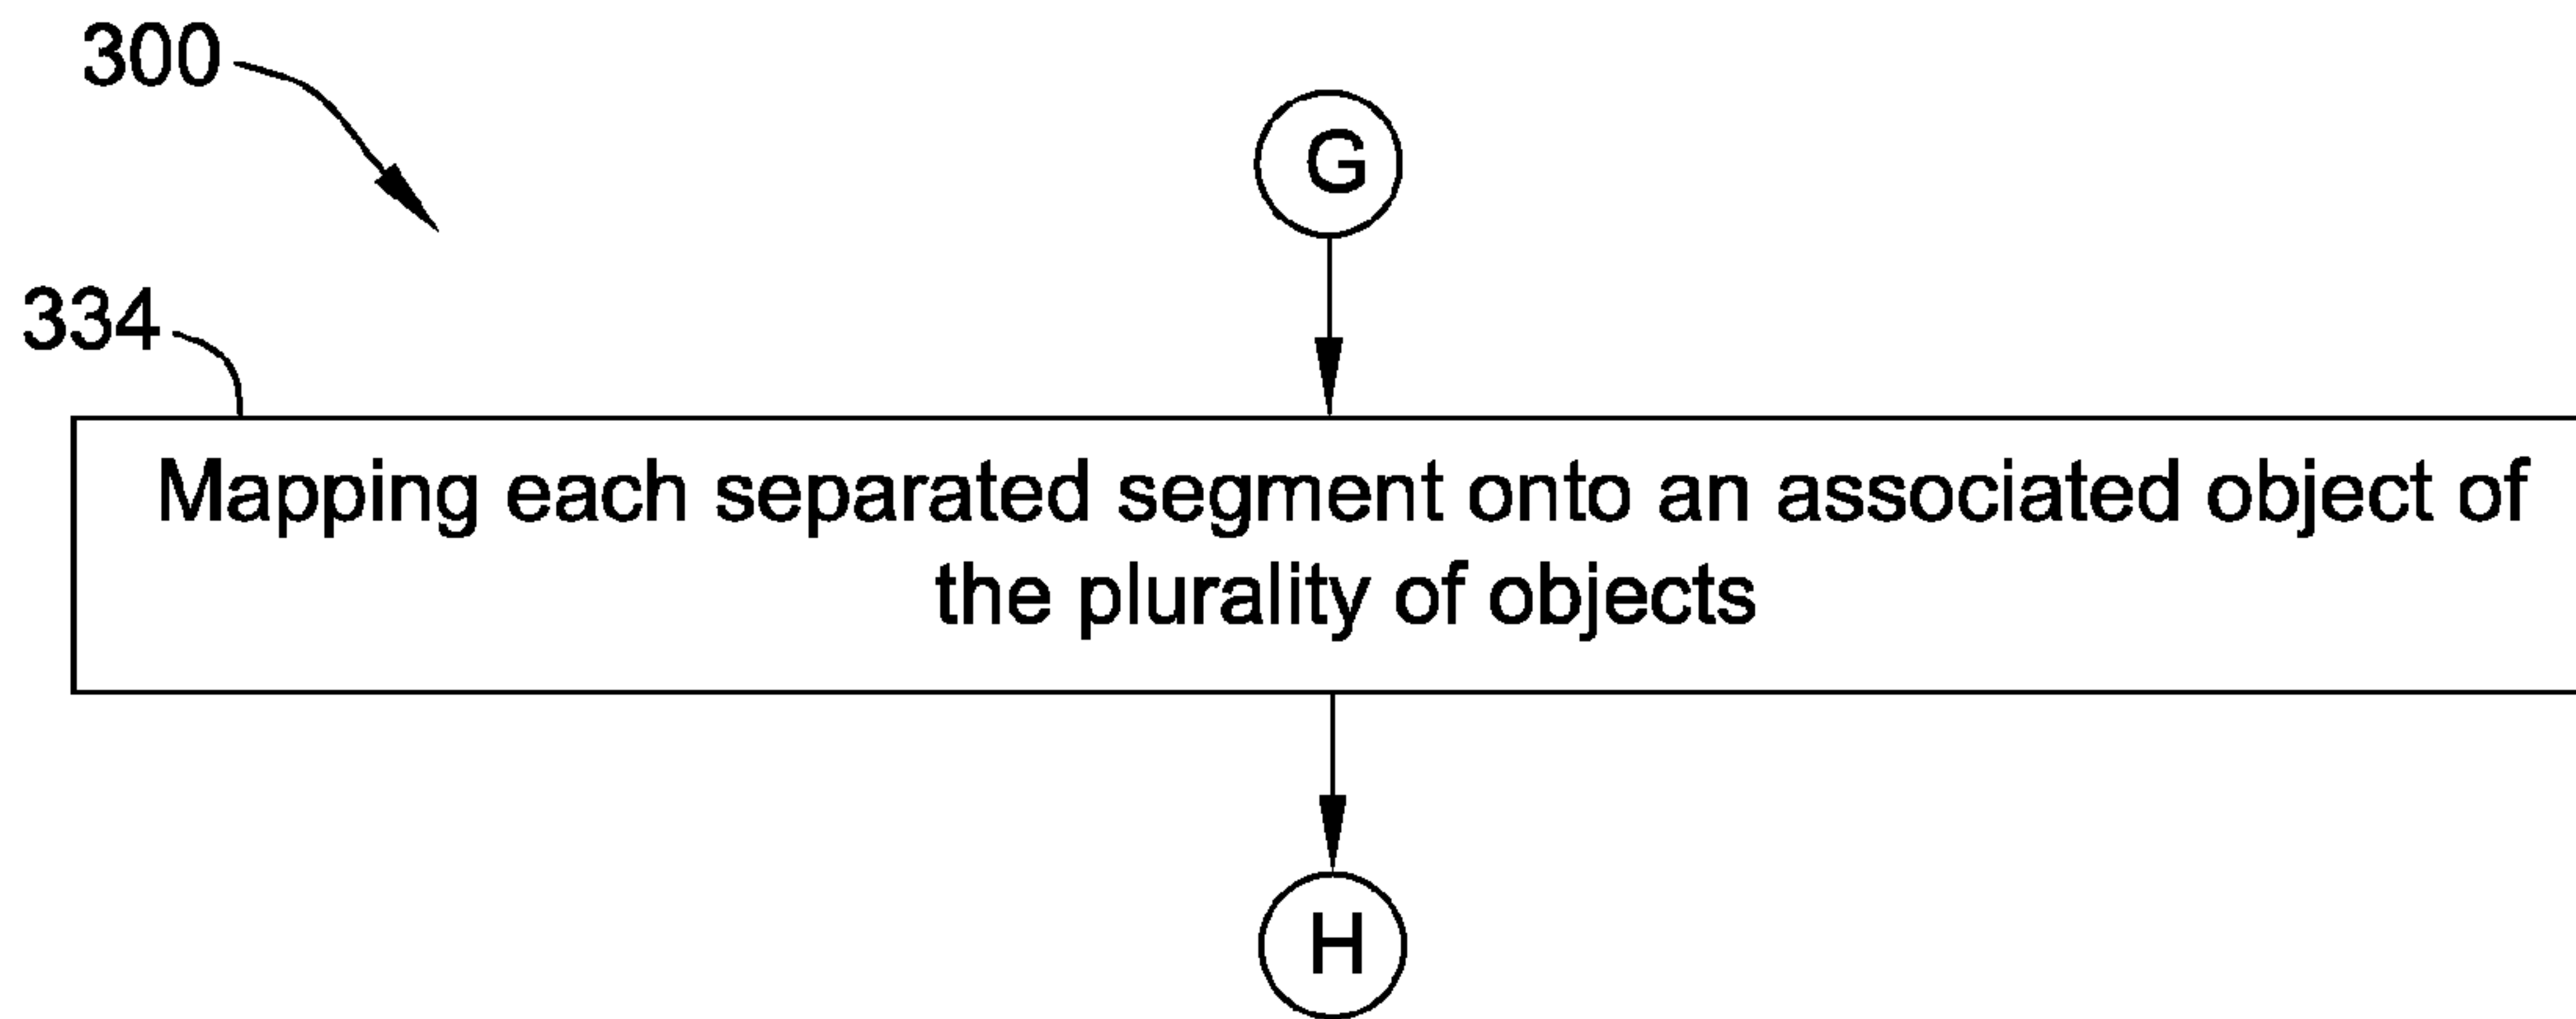 300
G
334
Mapping each separated segment onto an associated object of
the plurality of objects
H